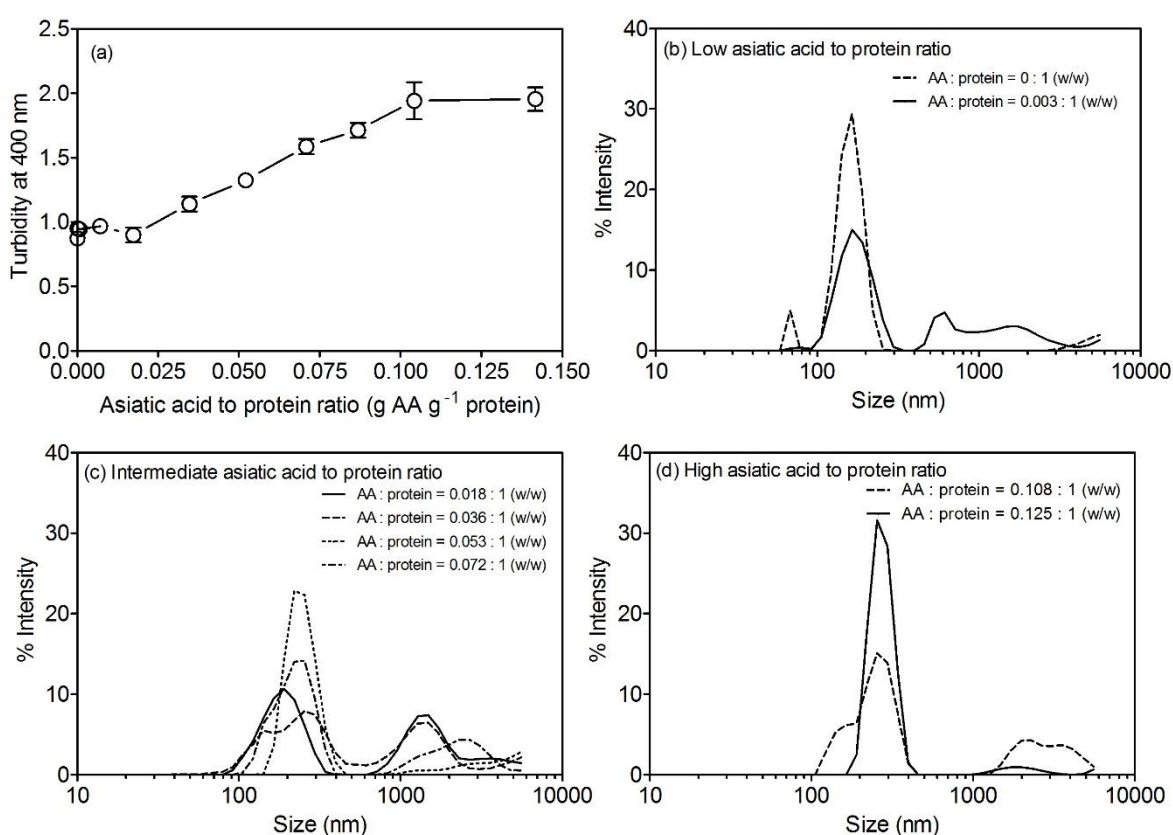 (a)
2.5
2.0
1.5
1.0
0.5
0.0
Turbidity at 400 nm
0.000 0.025 0.050 0.075 0.100 0.125 0.150
Asiatic acid to protein ratio (g AA g⁻¹ protein)
(b) Low asiatic acid to protein ratio
AA : protein = 0 : 1 (w/w)
AA : protein = 0.003 : 1 (w/w)
40
30
20
10
0
% Intensity
10 100 1000 10000
Size (nm)
(c) Intermediate asiatic acid to protein ratio
AA : protein = 0.018 : 1 (w/w)
AA : protein = 0.036 : 1 (w/w)
AA : protein = 0.053 : 1 (w/w)
AA : protein = 0.072 : 1 (w/w)
40
30
20
10
0
% Intensity
10 100 1000 10000
Size (nm)
(d) High asiatic acid to protein ratio
AA : protein = 0.108 : 1 (w/w)
AA : protein = 0.125 : 1 (w/w)
40
30
20
10
0
% Intensity
10 100 1000 10000
Size (nm)